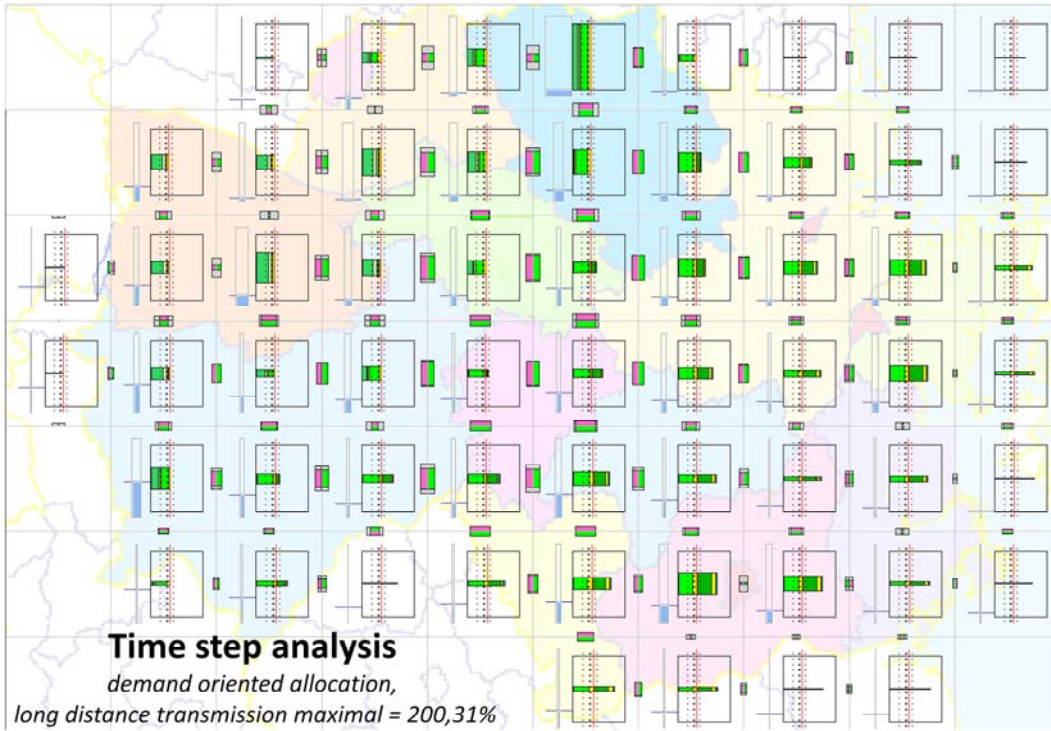 Time step analysis
demand oriented allocation,
long distance transmission maximal = 200,31%